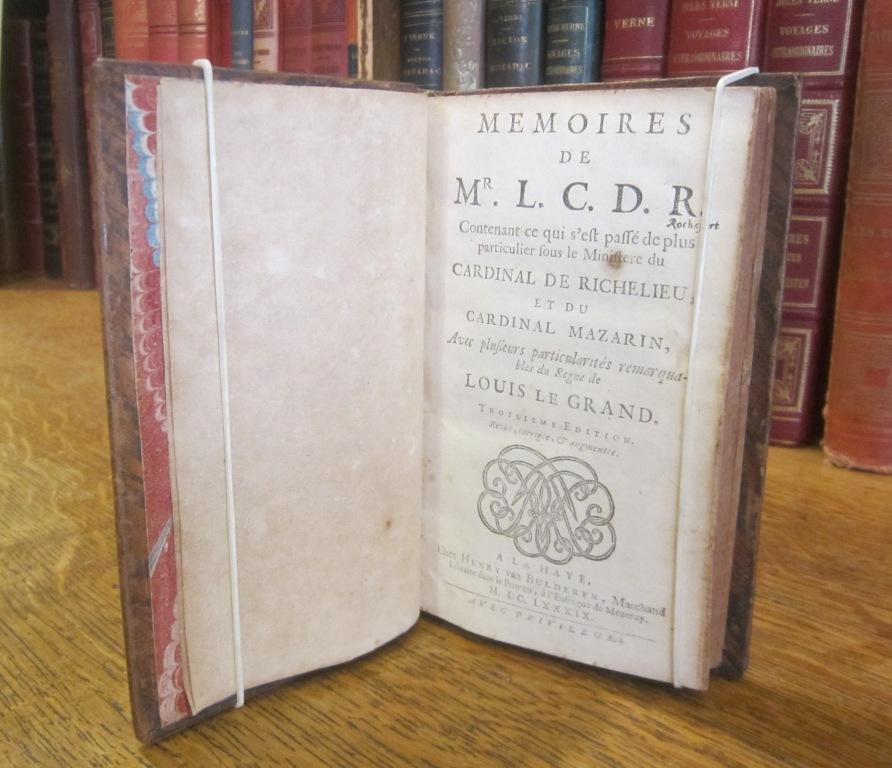 VERNE
JULES VERNE
VOYAGES
EXTRAORDINAIRES
JULES VERNE
VOYAGES
EXTRAORDINAIRES
MEMOIRES
DE
MR. L. C. D. R.
Rochefort
Contenant ce qui s'est passé de plus
particulier sous le Ministere du
CARDINAL DE RICHELIEU,
ET DU
CARDINAL MAZARIN,
Avec plusieurs particularités remarqua-
bles du Regne de
LOUIS LE GRAND.
TROISIEME EDITION,
Reveuë, corrigée, & augmentée.
A LA HAYE,
Chez HENRY van BULDEREN, Marchand
Libraire dans le Pooten, à l'Enseigne de Mezeray.
M. DC. LXXXIX.
AVEC PRIVILEGE.